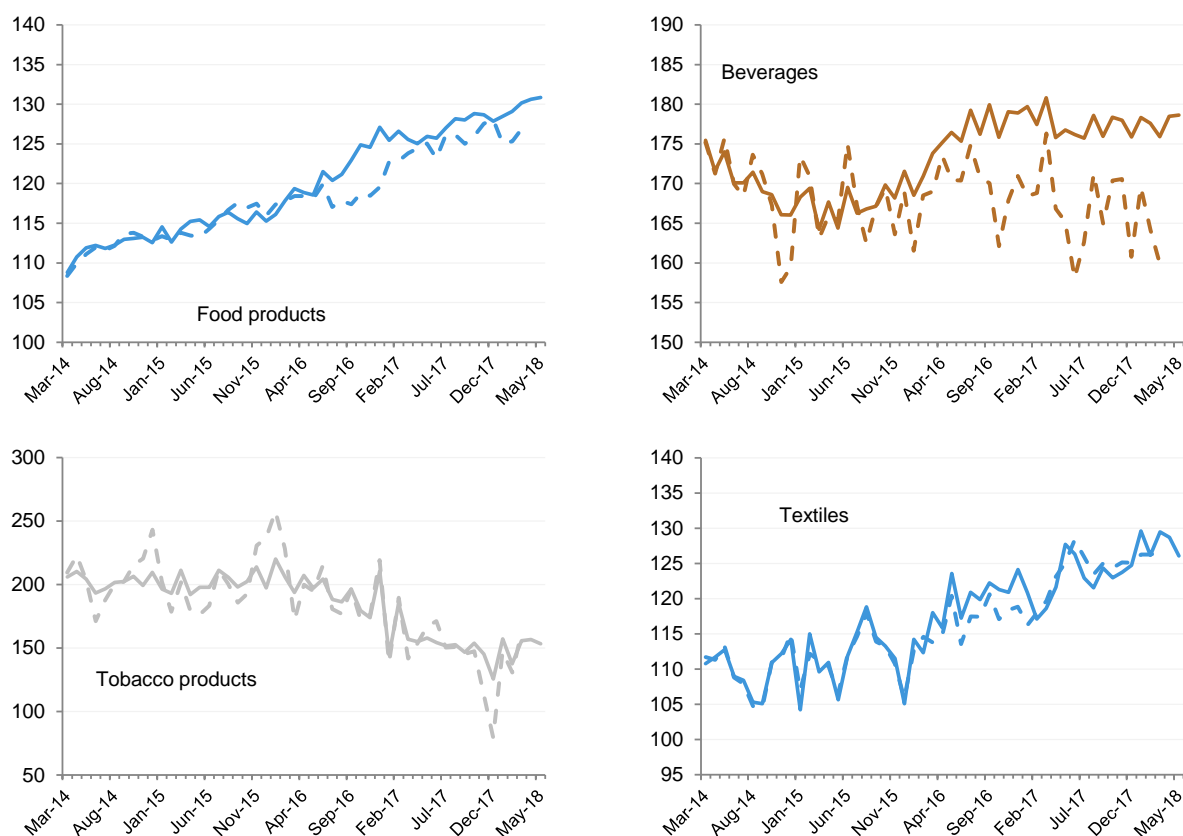 140
135
130
125
120
115
110
105
100
Food products
Mar-14
Aug-14
Jan-15
Jun-15
Nov-15
Apr-16
Sep-16
Feb-17
Jul-17
Dec-17
May-18
190
185
180
175
170
165
160
155
150
Beverages
Mar-14
Aug-14
Jan-15
Jun-15
Nov-15
Apr-16
Sep-16
Feb-17
Jul-17
Dec-17
May-18
300
250
200
150
100
50
Tobacco products
Mar-14
Aug-14
Jan-15
Jun-15
Nov-15
Apr-16
Sep-16
Feb-17
Jul-17
Dec-17
May-18
140
135
130
125
120
115
110
105
100
95
Textiles
Mar-14
Aug-14
Jan-15
Jun-15
Nov-15
Apr-16
Sep-16
Feb-17
Jul-17
Dec-17
May-18